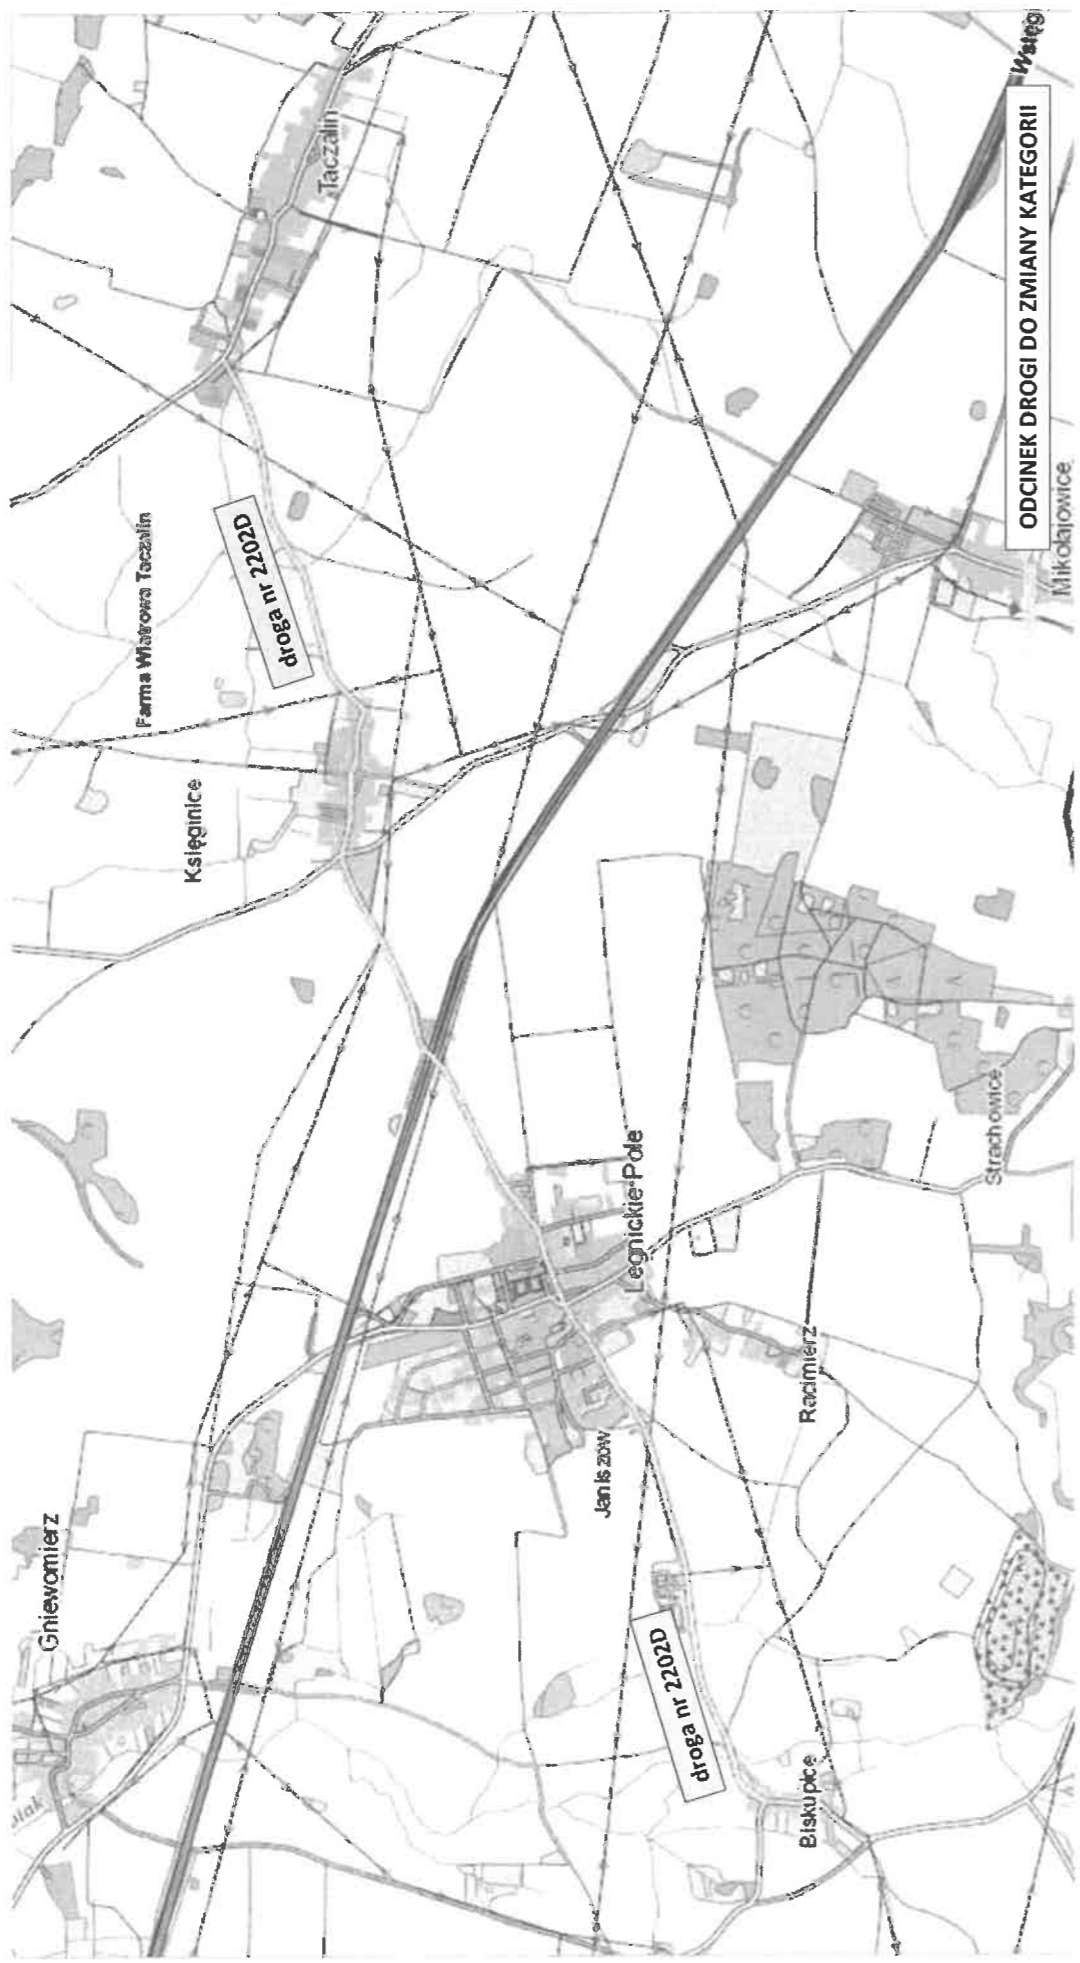 Gniewomierz
Farma Wiatrowa Taczalin
Księginice
Taczalin
droga nr 2202D
Legnickie Pole
Janiszów
droga nr 2202D
Biskupice
Racimierz
Strachowice
Mikołajowice
ODCINEK DROGI DO ZMIANY KATEGORII